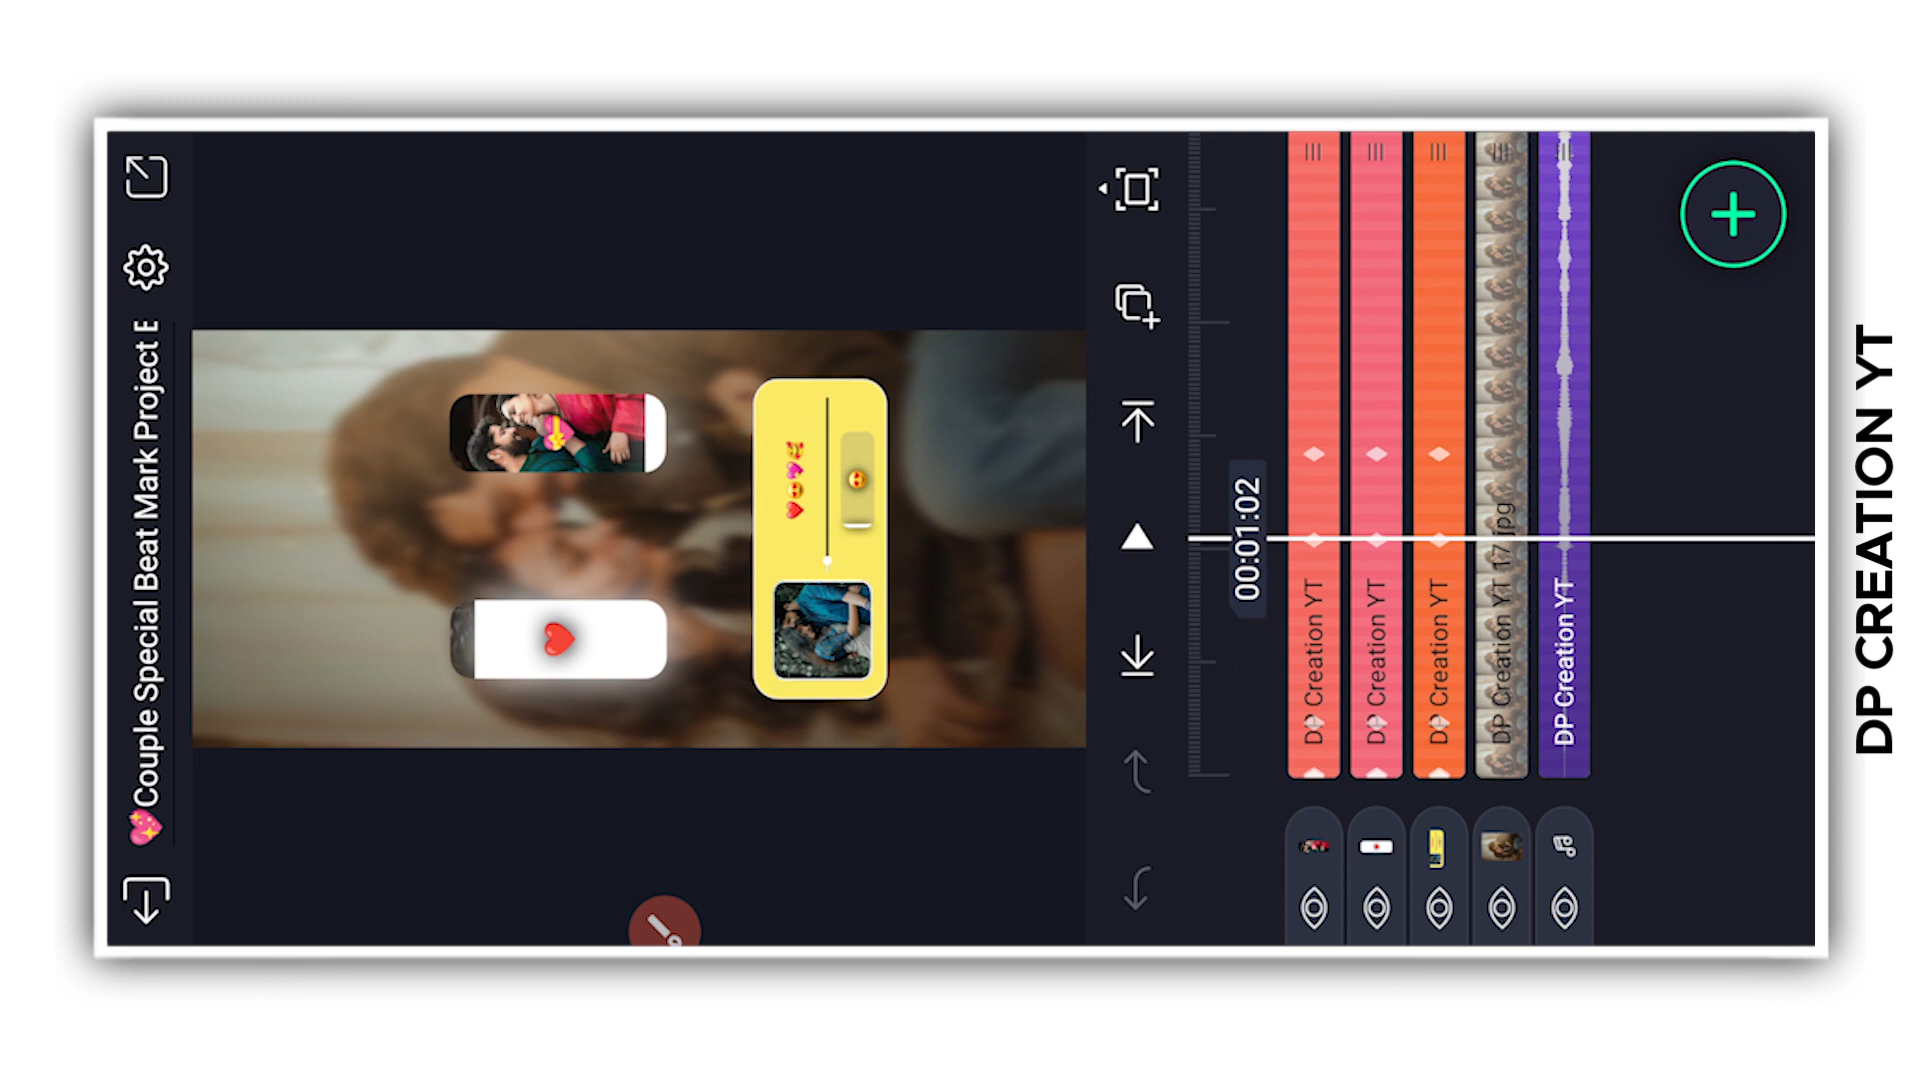 💖Couple Special Beat Mark Project E
00:01:02
DP Creation YT
DP Creation YT
DP Creation YT
DP Creation YT 17.jpg
DP Creation YT
DP CREATION YT